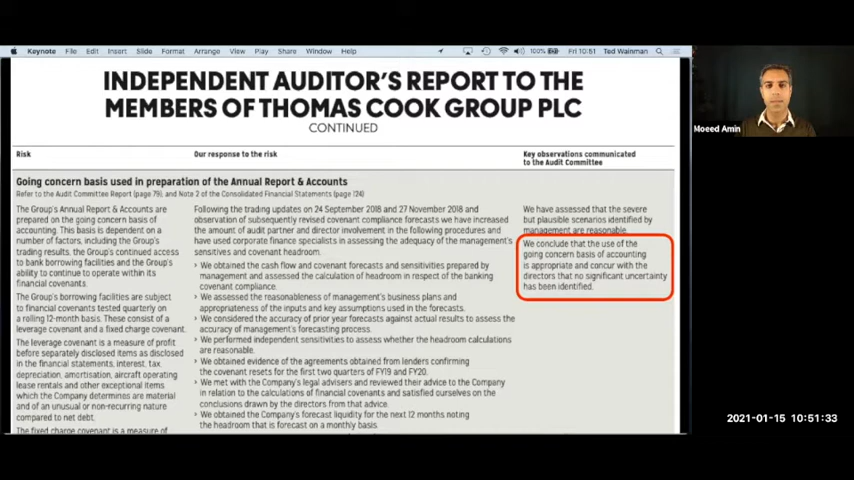 Keynote File Edit Insert Slide Format Arrange View Play Share Window Help 100% Fri 10:51 Ted Wainman
INDEPENDENT AUDITOR'S REPORT TO THE
MEMBERS OF THOMAS COOK GROUP PLC
CONTINUED
Moeed Amin
Risk
Our response to the risk
Key observations communicated
to the Audit Committee
Going concern basis used in preparation of the Annual Report & Accounts
Refer to the Audit Committee Report (page 79), and Note 2 of the Consolidated Financial Statements (page 124)
The Group's Annual Report & Accounts are
prepared on the going concern basis of
accounting. This basis is dependent on a
number of factors, including the Group's
trading results, the Group's continued access
to bank borrowing facilities and the Group's
ability to continue to operate within its
financial covenants.
The Group's borrowing facilities are subject
to financial covenants tested quarterly on
a rolling 12-month basis. These consist of a
leverage covenant and a fixed charge covenant.
The leverage covenant is a measure of profit
before separately disclosed items as disclosed
in the financial statements, interest, tax,
depreciation, amortisation, aircraft operating
lease rentals and other exceptional items
which the Company determines are material
and of an unusual or non-recurring nature
compared to net debt.
The fixed charge covenant is a measure of
Following the trading updates on 24 September 2018 and 27 November 2018 and
observation of subsequently revised covenant compliance forecasts we have increased
the amount of audit partner and director involvement in the following procedures and
have used corporate finance specialists in assessing the adequacy of the management's
sensitives and covenant headroom.
› We obtained the cash flow and covenant forecasts and sensitivities prepared by
management and assessed the calculation of headroom in respect of the banking
covenant compliance.
› We assessed the reasonableness of management's business plans and
appropriateness of the inputs and key assumptions used in the forecasts.
› We considered the accuracy of prior year forecasts against actual results to assess the
accuracy of management's forecasting process.
› We performed independent sensitivities to assess whether the headroom calculations
are reasonable.
› We obtained evidence of the agreements obtained from lenders confirming
the covenant resets for the first two quarters of FY19 and FY20.
› We met with the Company's legal advisers and reviewed their advice to the Company
in relation to the calculations of financial covenants and satisfied ourselves on the
conclusions drawn by the directors from that advice.
› We obtained the Company's forecast liquidity for the next 12 months noting
the headroom that is forecast on a monthly basis.
We have assessed that the severe
but plausible scenarios identified by
management are reasonable.
We conclude that the use of the
going concern basis of accounting
is appropriate and concur with the
directors that no significant uncertainty
has been identified.
2021-01-15 10:51:33